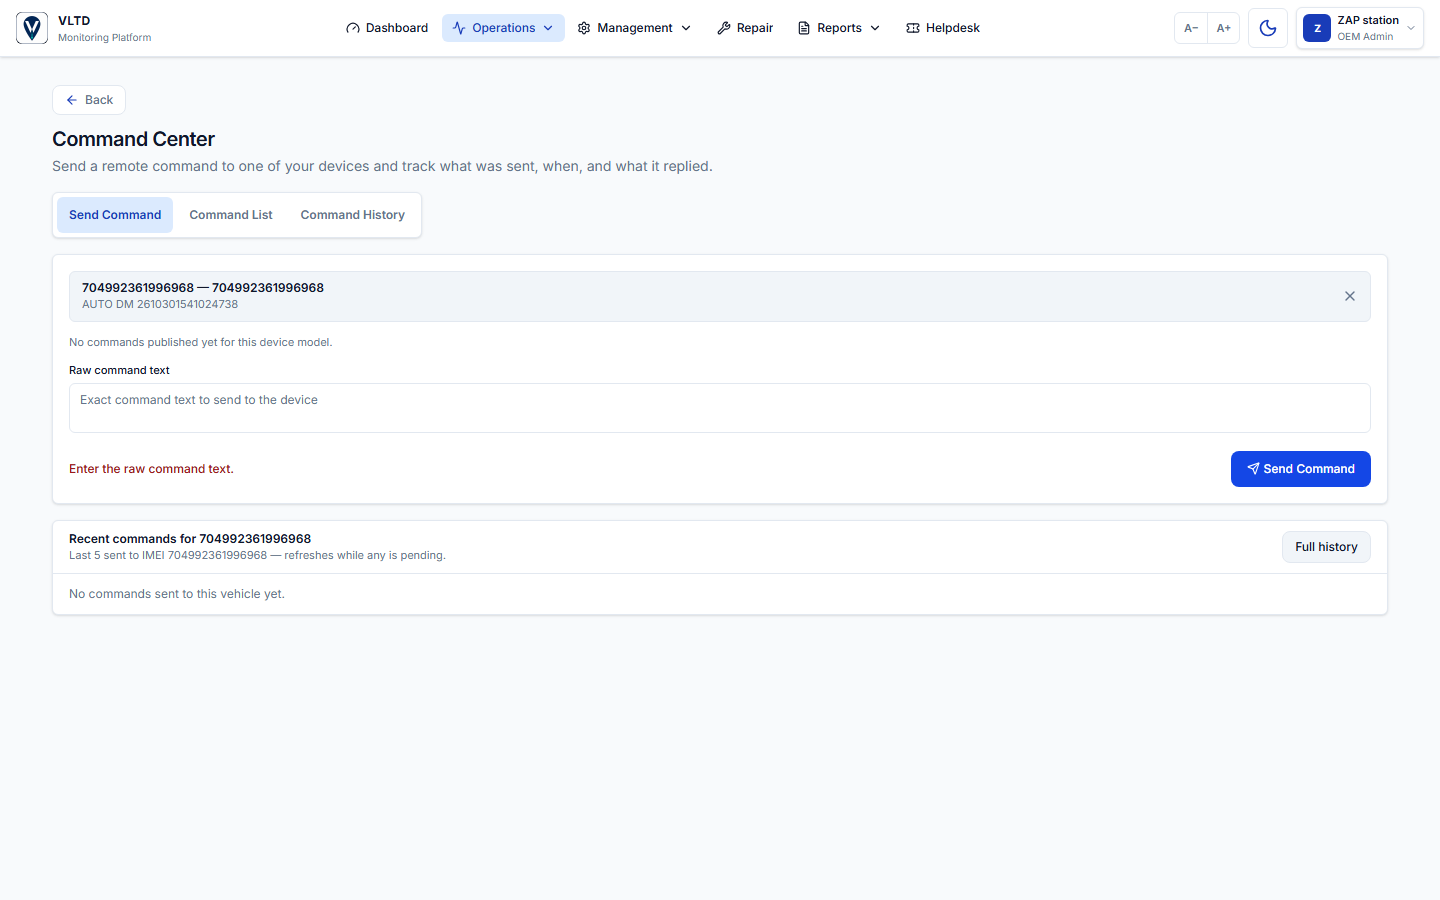 VLTD
Monitoring Platform
Dashboard
Operations
Management
Repair
Reports
Helpdesk
A−
A+
Z
ZAP station
OEM Admin
Back
Command Center
Send a remote command to one of your devices and track what was sent, when, and what it replied.
Send Command
Command List
Command History
704992361996968 — 704992361996968
AUTO DM 2610301541024738
No commands published yet for this device model.
Raw command text
Exact command text to send to the device
Enter the raw command text.
Send Command
Recent commands for 704992361996968
Last 5 sent to IMEI 704992361996968 — refreshes while any is pending.
Full history
No commands sent to this vehicle yet.